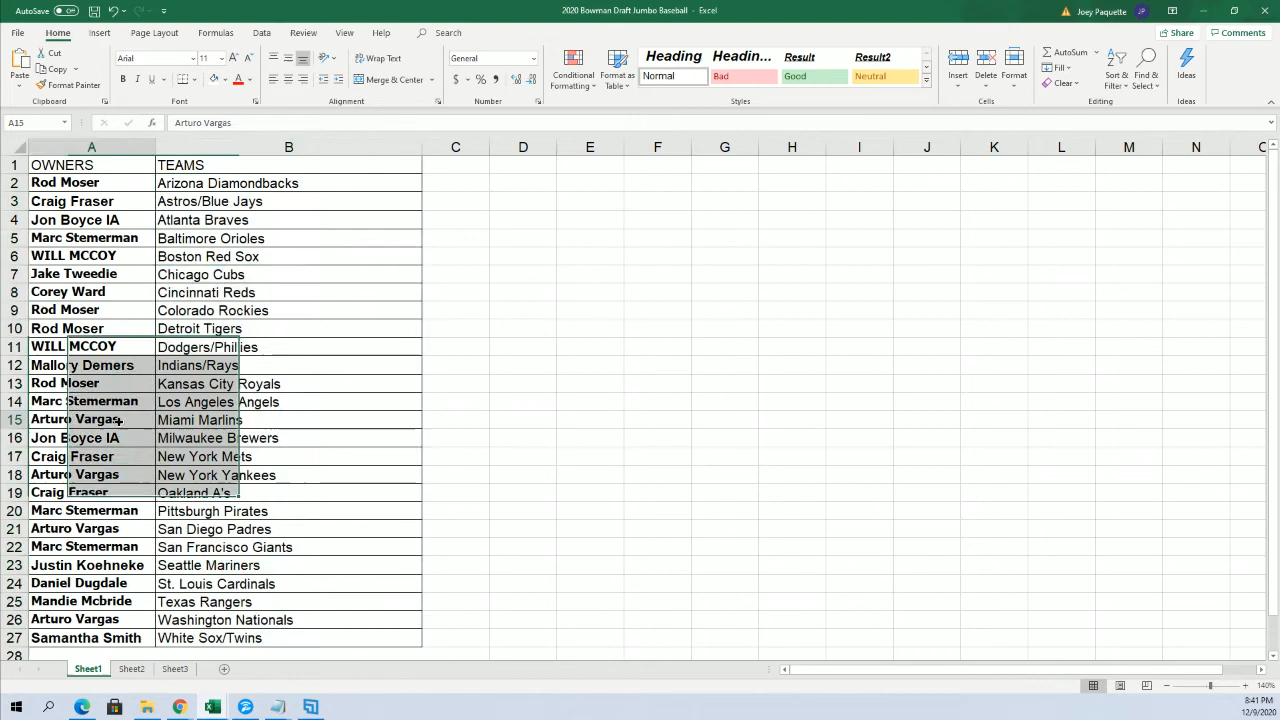 AutoSave Off 2020 Bowman Draft Jumbo Baseball - Excel Joey Paquette JP
File Home Insert Page Layout Formulas Data Review View Help Search Share Comments
Paste Cut Copy Format Painter
Arial 11 B I U
Wrap Text Merge & Center
General $ % ,
Conditional Formatting Format as Table
Heading Headin... Result Result2
Normal Bad Good Neutral
Insert Delete Format
AutoSum Fill Clear Sort & Filter Find & Select Ideas
Clipboard Font Alignment Number Styles Cells Editing Ideas
A15 fx Arturo Vargas
A B C D E F G H I J K L M N
1 OWNERS TEAMS
2 Rod Moser Arizona Diamondbacks
3 Craig Fraser Astros/Blue Jays
4 Jon Boyce IA Atlanta Braves
5 Marc Stemerman Baltimore Orioles
6 WILL MCCOY Boston Red Sox
7 Jake Tweedie Chicago Cubs
8 Corey Ward Cincinnati Reds
9 Rod Moser Colorado Rockies
10 Rod Moser Detroit Tigers
11 WILL MCCOY Dodgers/Phillies
12 Mallory Demers Indians/Rays
13 Rod Moser Kansas City Royals
14 Marc Stemerman Los Angeles Angels
15 Arturo Vargas Miami Marlins
16 Jon Boyce IA Milwaukee Brewers
17 Craig Fraser New York Mets
18 Arturo Vargas New York Yankees
19 Craig Fraser Oakland A's
20 Marc Stemerman Pittsburgh Pirates
21 Arturo Vargas San Diego Padres
22 Marc Stemerman San Francisco Giants
23 Justin Koehneke Seattle Mariners
24 Daniel Dugdale St. Louis Cardinals
25 Mandie Mcbride Texas Rangers
26 Arturo Vargas Washington Nationals
27 Samantha Smith White Sox/Twins
28
Sheet1 Sheet2 Sheet3
140%
8:41 PM
12/9/2020